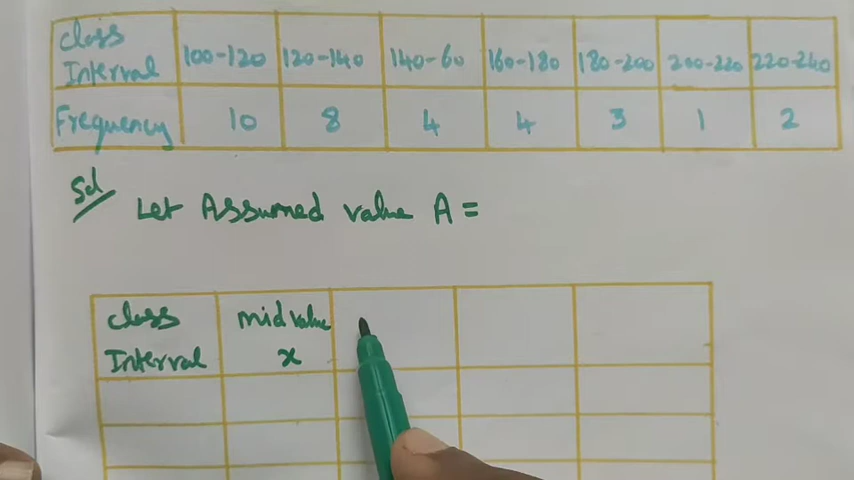 class Interval 100-120 120-140 140-60 160-180 180-200 200-220 220-240
Frequency 10 8 4 4 3 1 2
Sol
Let Assumed value A =
class Interval mid value x